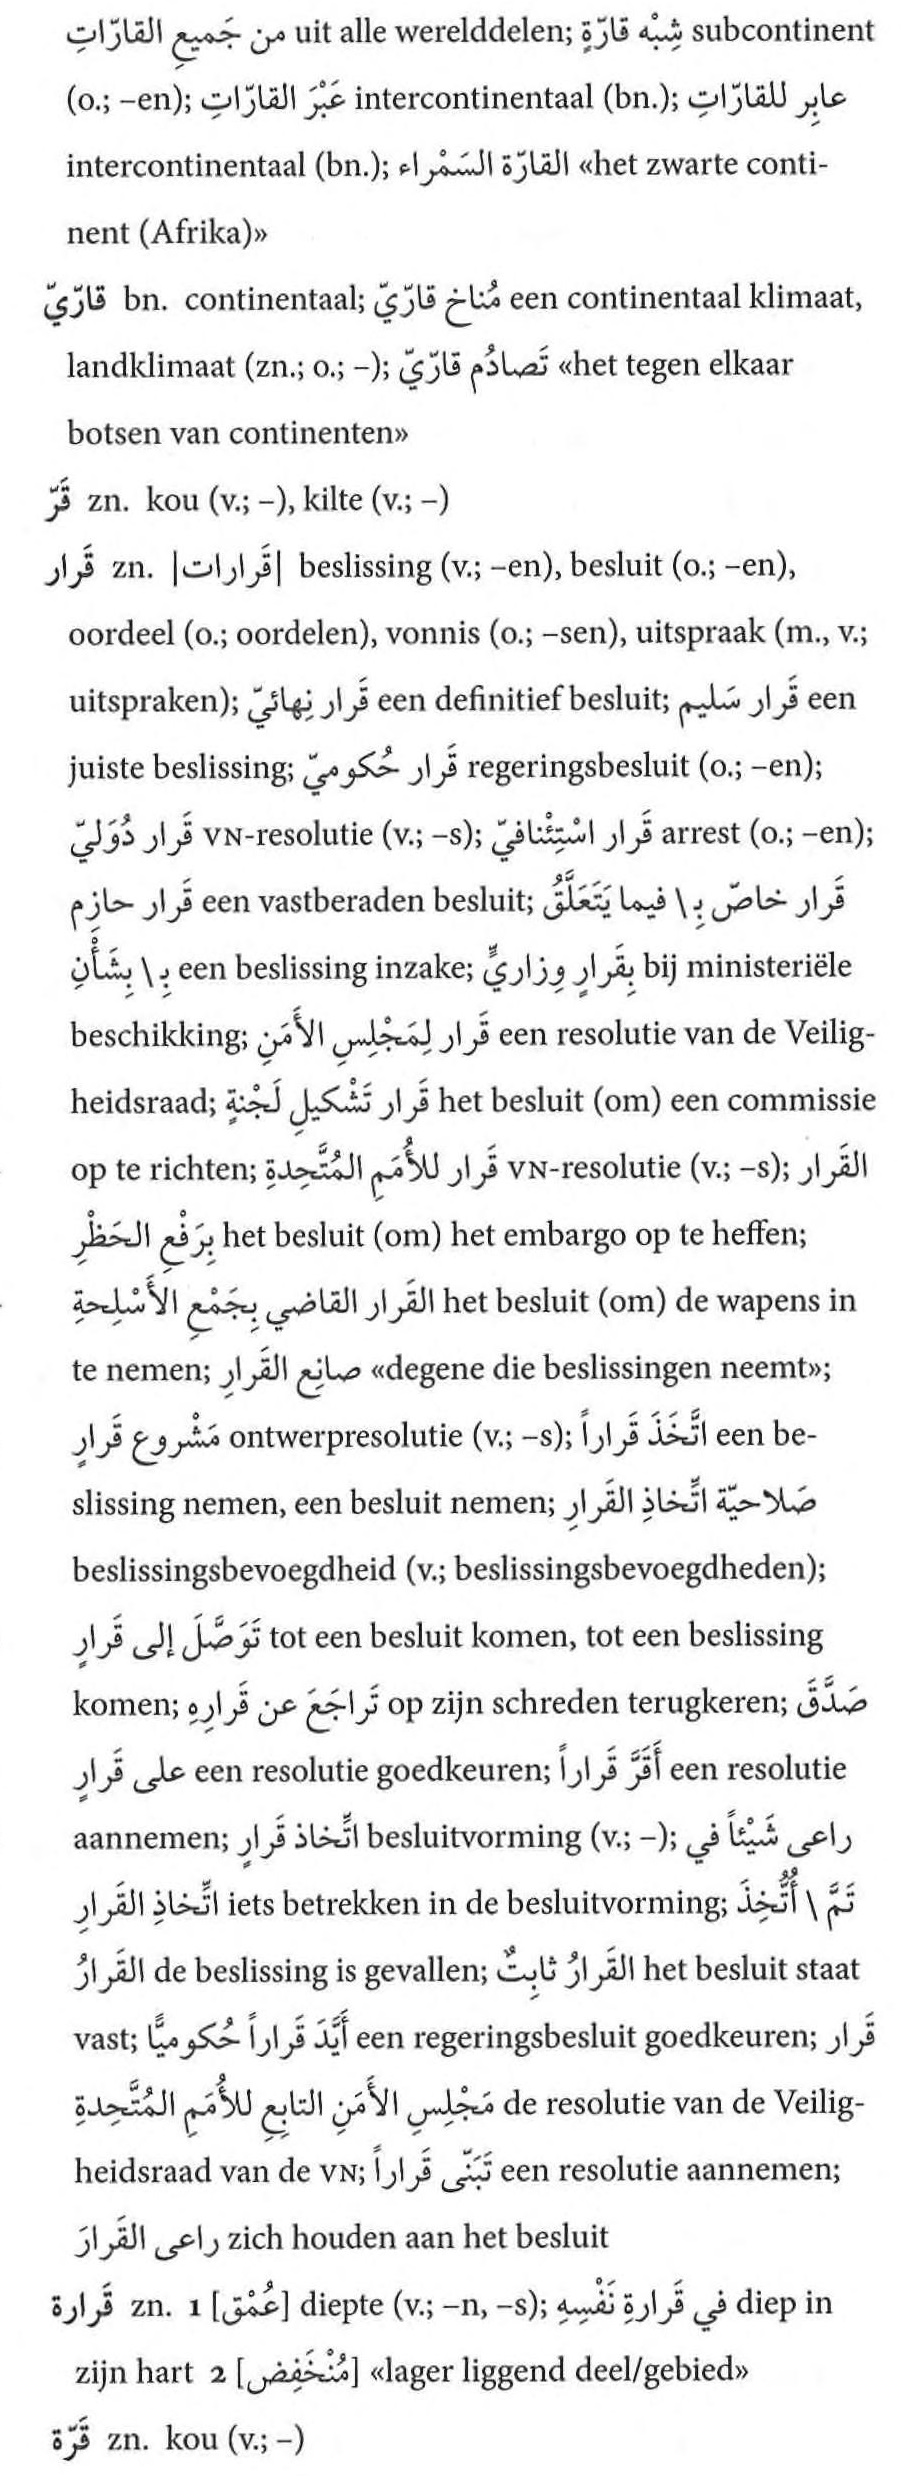 من جَميعِ القارّاتِ uit alle werelddelen; شِبْه قارّةٍ subcontinent
(o.; –en); عَبْرَ القارّاتِ intercontinentaal (bn.); عابِر للقارّاتِ
intercontinentaal (bn.); القارّة السَمْراء «het zwarte conti-
nent (Afrika)»
قارّيّ bn. continentaal; مُناخ قارّيّ een continentaal klimaat,
landklimaat (zn.; o.; –); تَصادُم قارّيّ «het tegen elkaar
botsen van continenten»
قَرّ zn. kou (v.; –), kilte (v.; –)
قَرار zn. |قَرارات| beslissing (v.; –en), besluit (o.; –en),
oordeel (o.; oordelen), vonnis (o.; –sen), uitspraak (m., v.;
uitspraken); قَرار نِهائيّ een definitief besluit; قَرار سَليم een
juiste beslissing; قَرار حُكوميّ regeringsbesluit (o.; –en);
قَرار دُوَليّ VN-resolutie (v.; –s); قَرار اسْتِئْنافيّ arrest (o.; –en);
قَرار حازِم een vastberaden besluit; قَرار خاصّ بِـ \ فيما يَتَعَلَّقُ
بِـ \ بِشَأْنِ een beslissing inzake; بِقَرارٍ وِزاريٍّ bij ministeriële
beschikking; قَرار لِمَجْلِسِ الأَمَنِ een resolutie van de Veilig-
heidsraad; قَرار تَشْكيلِ لَجْنةٍ het besluit (om) een commissie
op te richten; قَرار للأُمَمِ المُتَّحِدةِ VN-resolutie (v.; –s); القَرار
بِرَفْعِ الحَظْرِ het besluit (om) het embargo op te heffen;
القَرار القاضي بِجَمْعِ الأَسْلِحةِ het besluit (om) de wapens in
te nemen; صانِع القَرارِ «degene die beslissingen neemt»;
مَشْروع قَرارٍ ontwerpresolutie (v.; –s); اتَّخَذَ قَراراً een be-
slissing nemen, een besluit nemen; صَلاحيّة اتِّخاذِ القَرارِ
beslissingsbevoegdheid (v.; beslissingsbevoegdheden);
تَوَصَّلَ إلى قَرارٍ tot een besluit komen, tot een beslissing
komen; تَراجَعَ عن قَرارِهِ op zijn schreden terugkeren; صَدَّقَ
على قَرارٍ een resolutie goedkeuren; أَقَرَّ قَراراً een resolutie
aannemen; اتِّخاذ قَرارٍ besluitvorming (v.; –); راعى شَيْئاً في
اتِّخاذِ القَرارِ iets betrekken in de besluitvorming; تَمَّ \ أُتُّخِذَ
القَرارُ de beslissing is gevallen; القَرارُ ثابِتٌ het besluit staat
vast; أَيَّدَ قَراراً حُكوميًّا een regeringsbesluit goedkeuren; قَرار
مَجْلِسِ الأَمَنِ التابِعِ للأُمَمِ المُتَّحِدةِ de resolutie van de Veilig-
heidsraad van de VN; تَبَنّى قَراراً een resolutie aannemen;
راعى القَرارَ zich houden aan het besluit
قَرارة zn. 1 [عُمْق] diepte (v.; –n, –s); في قَرارةِ نَفْسِهِ diep in
zijn hart 2 [مُنْخَفِض] «lager liggend deel/gebied»
قَرّة zn. kou (v.; –)